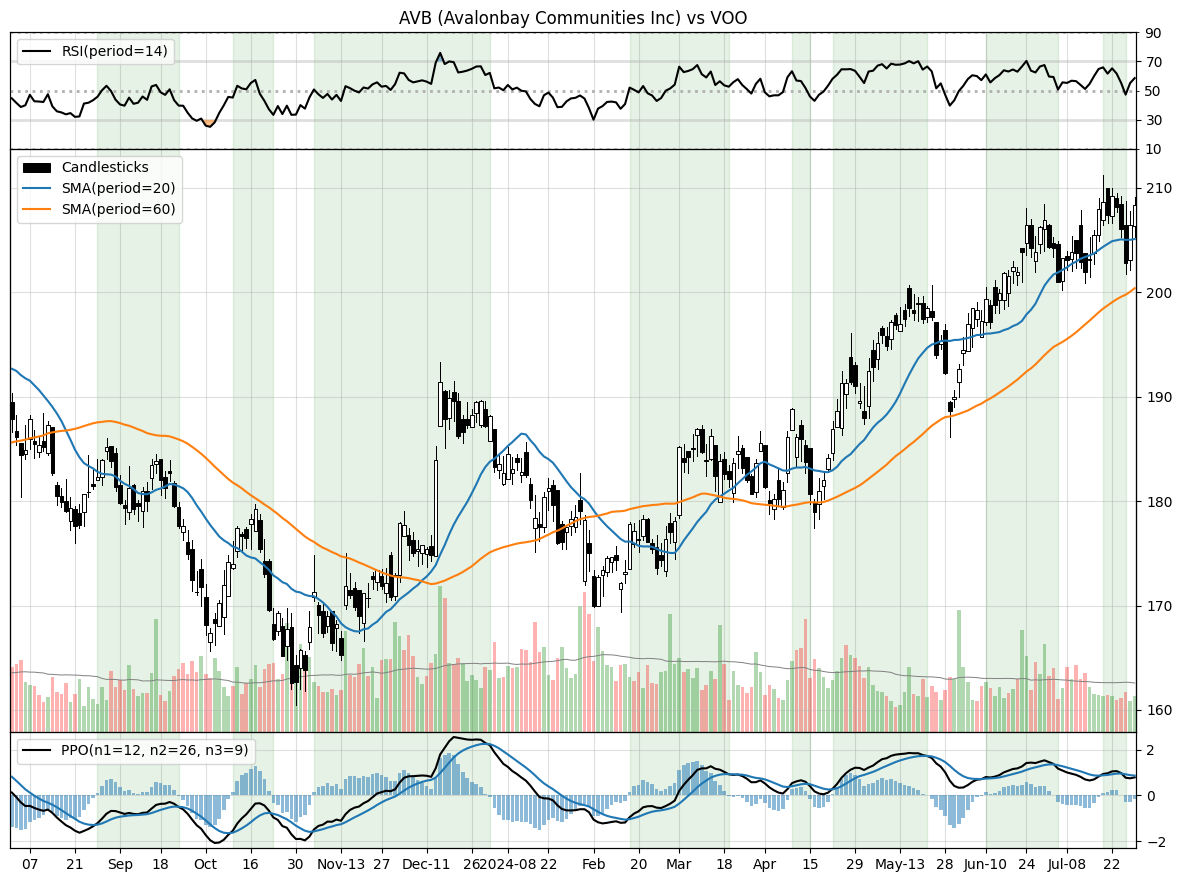 AVB (Avalonbay Communities Inc) vs VOO
RSI(period=14)
90
70
50
30
10
Candlesticks
SMA(period=20)
SMA(period=60)
210
200
190
180
170
160
PPO(n1=12, n2=26, n3=9)
2
0
−2
07 21 Sep 18 Oct 16 30 Nov-13 27 Dec-11 26 2024-08 22 Feb 20 Mar 18 Apr 15 29 May-13 28 Jun-10 24 Jul-08 22